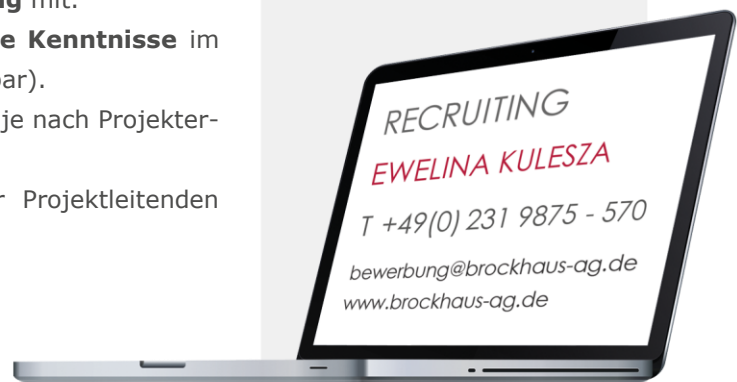 g mit.
e Kenntnisse im
bar).
je nach Projekter-
r Projektleitenden
RECRUITING
EWELINA KULESZA
T +49(0) 231 9875 - 570
bewerbung@brockhaus-ag.de
www.brockhaus-ag.de